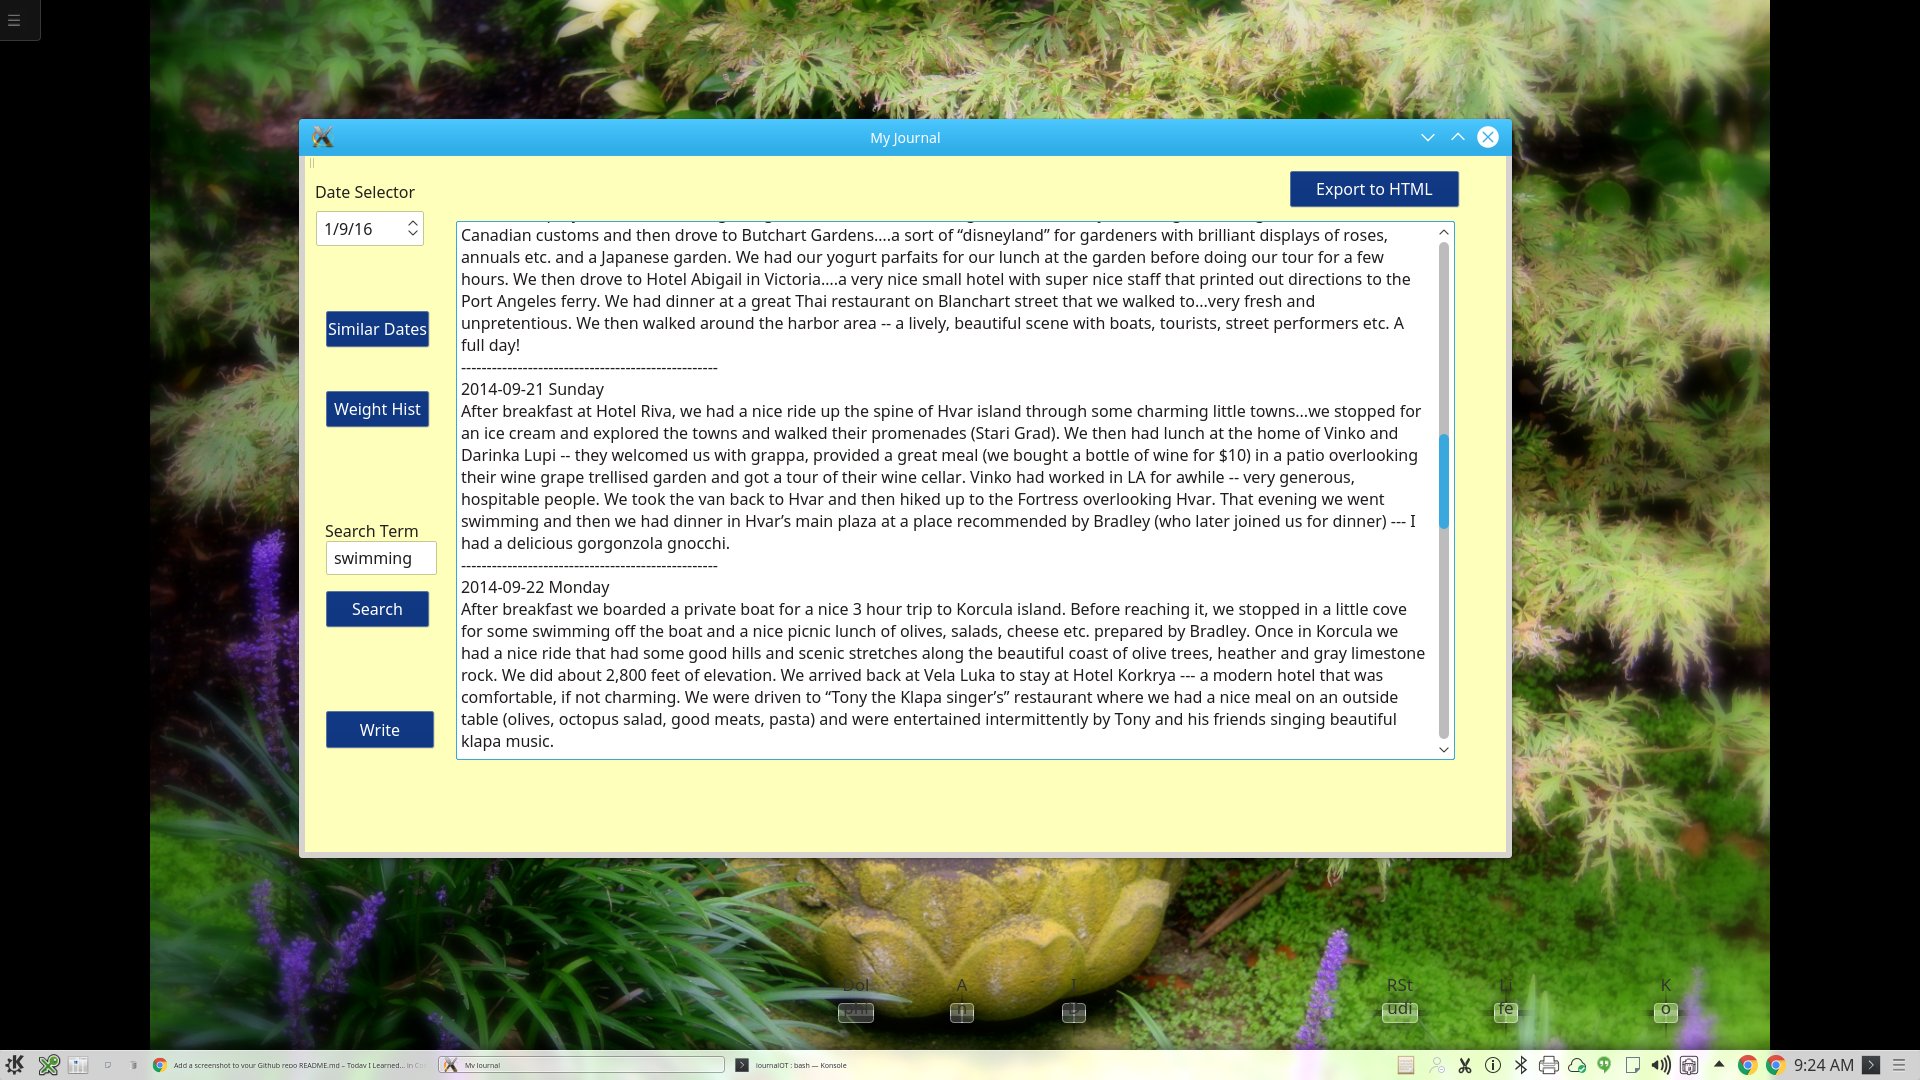 My Journal
Date Selector
Export to HTML
1/9/16
Canadian customs and then drove to Butchart Gardens....a sort of “disneyland” for gardeners with brilliant displays of roses,
annuals etc. and a Japanese garden. We had our yogurt parfaits for our lunch at the garden before doing our tour for a few
hours. We then drove to Hotel Abigail in Victoria....a very nice small hotel with super nice staff that printed out directions to the
Port Angeles ferry. We had dinner at a great Thai restaurant on Blanchart street that we walked to...very fresh and
unpretentious. We then walked around the harbor area -- a lively, beautiful scene with boats, tourists, street performers etc. A
full day!
--------------------------------------------------
2014-09-21 Sunday
After breakfast at Hotel Riva, we had a nice ride up the spine of Hvar island through some charming little towns...we stopped for
an ice cream and explored the towns and walked their promenades (Stari Grad). We then had lunch at the home of Vinko and
Darinka Lupi -- they welcomed us with grappa, provided a great meal (we bought a bottle of wine for $10) in a patio overlooking
their wine grape trellised garden and got a tour of their wine cellar. Vinko had worked in LA for awhile -- very generous,
hospitable people. We took the van back to Hvar and then hiked up to the Fortress overlooking Hvar. That evening we went
swimming and then we had dinner in Hvar’s main plaza at a place recommended by Bradley (who later joined us for dinner) --- I
had a delicious gorgonzola gnocchi.
--------------------------------------------------
2014-09-22 Monday
After breakfast we boarded a private boat for a nice 3 hour trip to Korcula island. Before reaching it, we stopped in a little cove
for some swimming off the boat and a nice picnic lunch of olives, salads, cheese etc. prepared by Bradley. Once in Korcula we
had a nice ride that had some good hills and scenic stretches along the beautiful coast of olive trees, heather and gray limestone
rock. We did about 2,800 feet of elevation. We arrived back at Vela Luka to stay at Hotel Korkrya --- a modern hotel that was
comfortable, if not charming. We were driven to “Tony the Klapa singer’s” restaurant where we had a nice meal on an outside
table (olives, octopus salad, good meats, pasta) and were entertained intermittently by Tony and his friends singing beautiful
klapa music.
Similar Dates
Weight Hist
Search Term
swimming
Search
Write
Dol
A
I
RSt
udi
Li
fe
K
o
Add a screenshot to your Github repo README.md – Today I Learned... in Co
My Journal
journalOT : bash — Konsole
9:24 AM